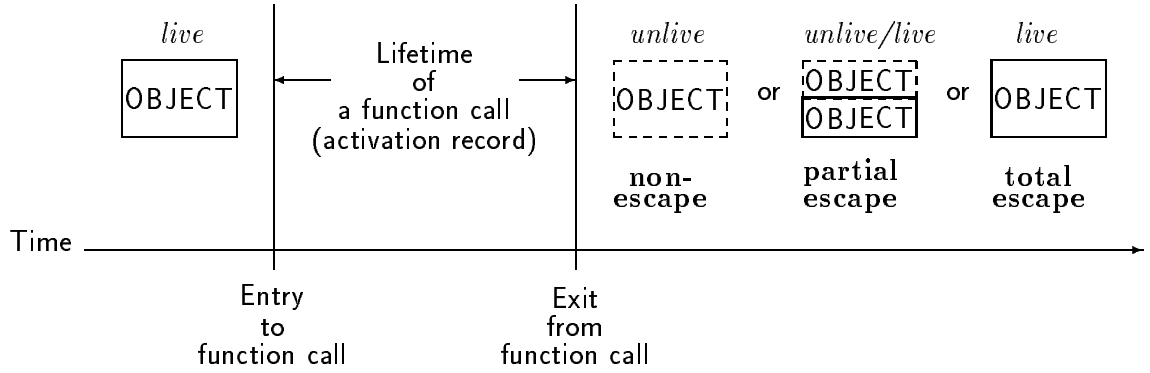 live
OBJECT
Lifetime
of
a function call
(activation record)
unlive
OBJECT
or
unlive/live
OBJECT
OBJECT
or
live
OBJECT
non-
escape
partial
escape
total
escape
Time
Entry
to
function call
Exit
from
function call